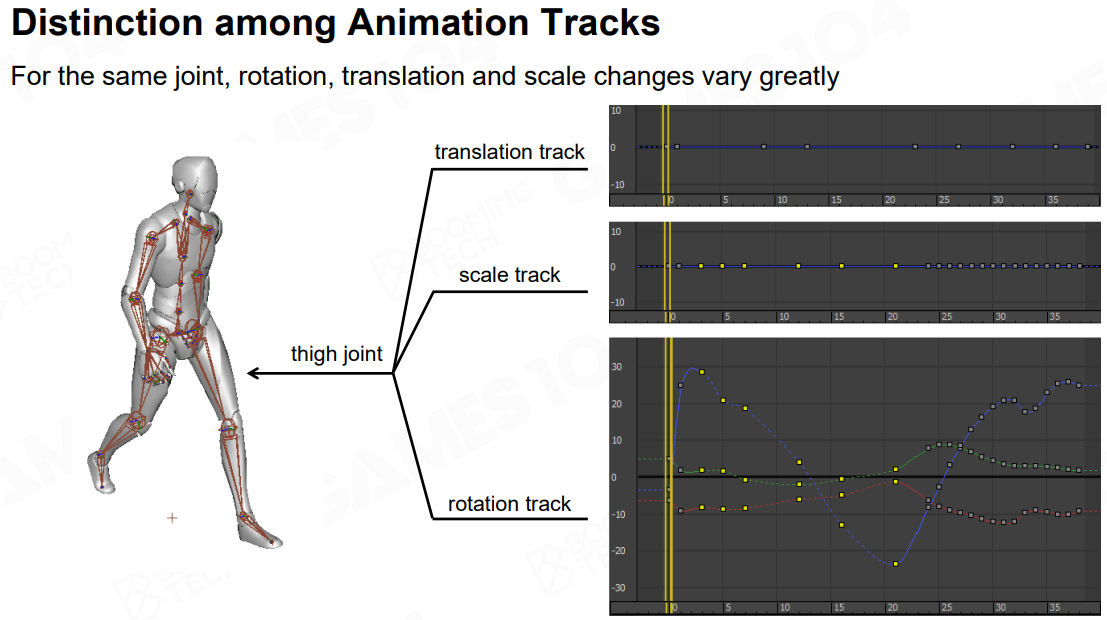 Distinction among Animation Tracks
For the same joint, rotation, translation and scale changes vary greatly
translation track
scale track
thigh joint
rotation track
10
0
-10
0 5 10 15 20 25 30 35
10
0
-10
0 5 10 15 20 25 30 35
30
20
10
0
-10
-20
-30
0 5 10 15 20 25 30 35
GAMES104
BOOMING
TECH